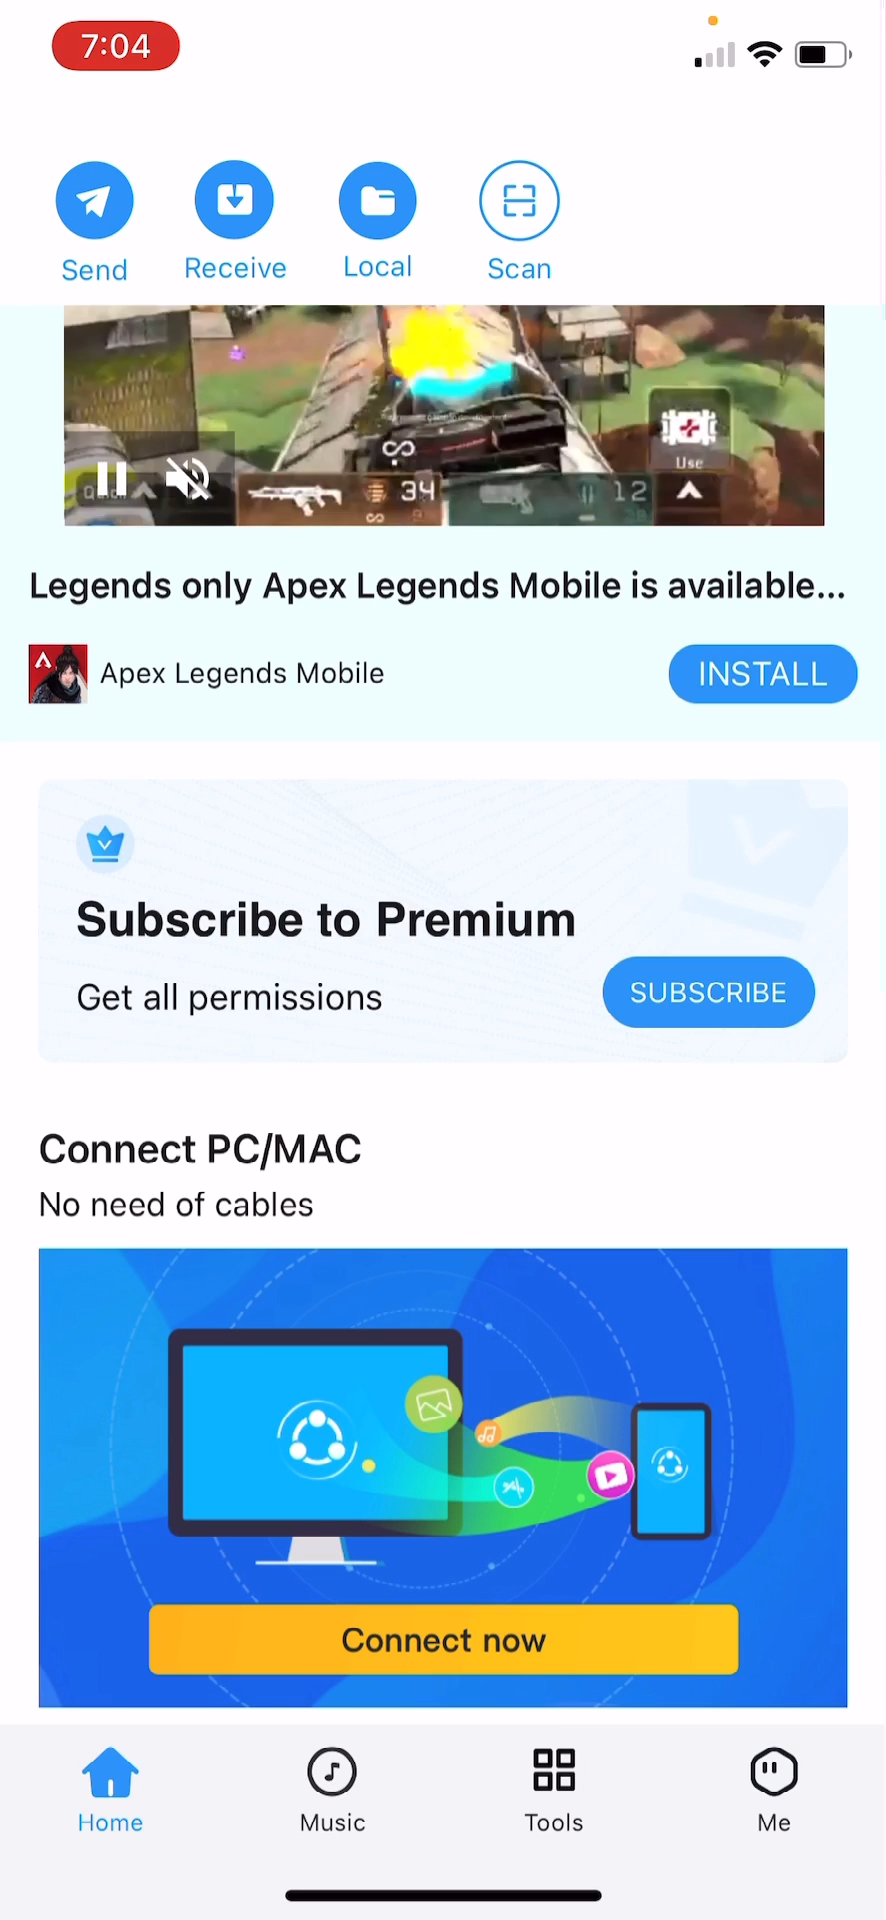 7:04
Send Receive Local Scan
Use
34 12
Legends only Apex Legends Mobile is available...
Apex Legends Mobile INSTALL
Subscribe to Premium
Get all permissions SUBSCRIBE
Connect PC/MAC
No need of cables
Connect now
Home Music Tools Me